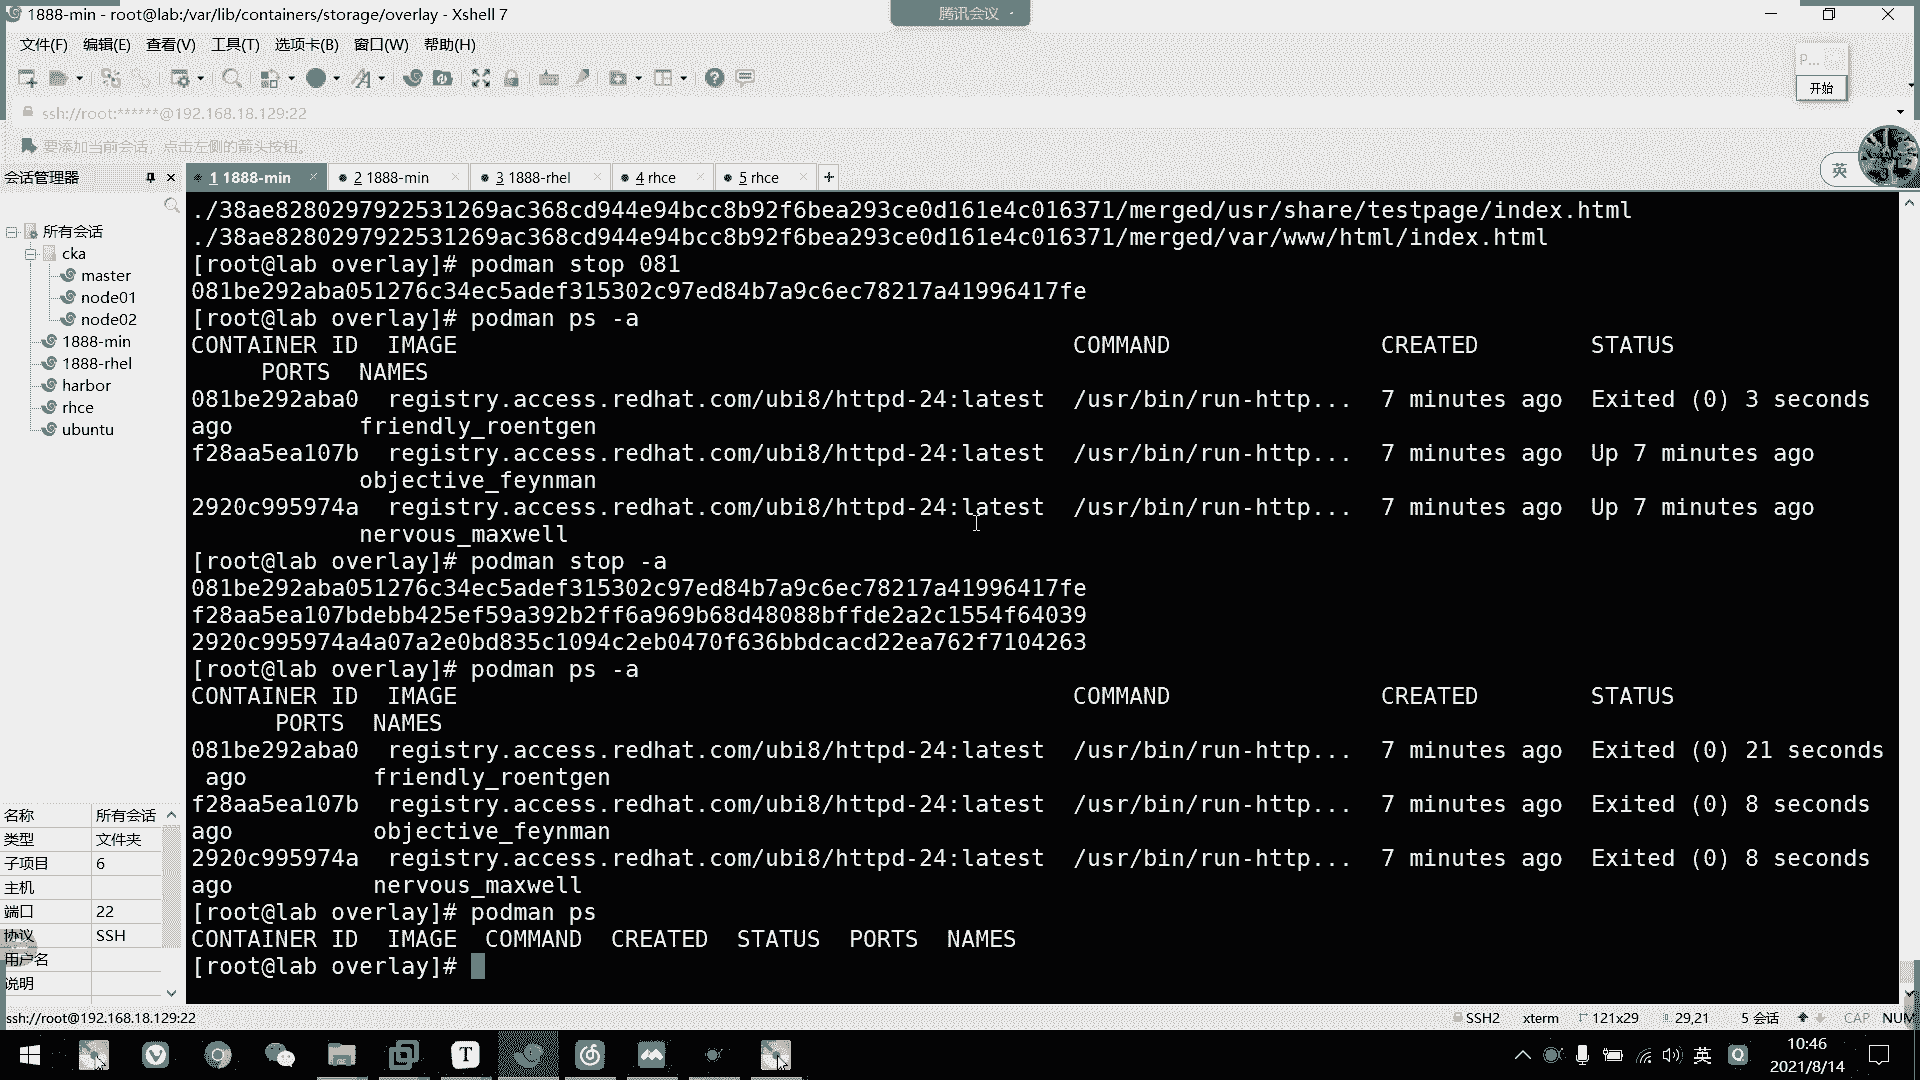 1888-min - root@lab:/var/lib/containers/storage/overlay - Xshell 7
腾讯会议
文件(F) 编辑(E) 查看(V) 工具(T) 选项卡(B) 窗口(W) 帮助(H)
P...
开始
ssh://root:******@192.168.18.129:22
要添加当前会话，点击左侧的箭头按钮。
英
会话管理器
1 1888-min
2 1888-min
3 1888-rhel
4 rhce
5 rhce
所有会话
cka
master
node01
node02
1888-min
1888-rhel
harbor
rhce
ubuntu
./38ae8280297922531269ac368cd944e94bcc8b92f6bea293ce0d161e4c016371/merged/usr/share/testpage/index.html
./38ae8280297922531269ac368cd944e94bcc8b92f6bea293ce0d161e4c016371/merged/var/www/html/index.html
[root@lab overlay]# podman stop 081
081be292aba051276c34ec5adef315302c97ed84b7a9c6ec78217a41996417fe
[root@lab overlay]# podman ps -a
CONTAINER ID  IMAGE                                            COMMAND               CREATED        STATUS
     PORTS  NAMES
081be292aba0  registry.access.redhat.com/ubi8/httpd-24:latest  /usr/bin/run-http...  7 minutes ago  Exited (0) 3 seconds
ago         friendly_roentgen
f28aa5ea107b  registry.access.redhat.com/ubi8/httpd-24:latest  /usr/bin/run-http...  7 minutes ago  Up 7 minutes ago
            objective_feynman
2920c995974a  registry.access.redhat.com/ubi8/httpd-24:latest  /usr/bin/run-http...  7 minutes ago  Up 7 minutes ago
            nervous_maxwell
[root@lab overlay]# podman stop -a
081be292aba051276c34ec5adef315302c97ed84b7a9c6ec78217a41996417fe
f28aa5ea107bdebb425ef59a392b2ff6a969b68d48088bffde2a2c1554f64039
2920c995974a4a07a2e0bd835c1094c2eb0470f636bbdcacd22ea762f7104263
[root@lab overlay]# podman ps -a
CONTAINER ID  IMAGE                                            COMMAND               CREATED        STATUS
      PORTS  NAMES
081be292aba0  registry.access.redhat.com/ubi8/httpd-24:latest  /usr/bin/run-http...  7 minutes ago  Exited (0) 21 seconds
 ago         friendly_roentgen
f28aa5ea107b  registry.access.redhat.com/ubi8/httpd-24:latest  /usr/bin/run-http...  7 minutes ago  Exited (0) 8 seconds
ago          objective_feynman
2920c995974a  registry.access.redhat.com/ubi8/httpd-24:latest  /usr/bin/run-http...  7 minutes ago  Exited (0) 8 seconds
ago          nervous_maxwell
[root@lab overlay]# podman ps
CONTAINER ID  IMAGE  COMMAND  CREATED  STATUS  PORTS  NAMES
[root@lab overlay]#
名称 所有会话
类型 文件夹
子项目 6
主机
端口 22
协议 SSH
用户名
说明
ssh://root@192.168.18.129:22
SSH2 xterm 121x29 29,21 5 会话 CAP NUM
英
10:46
2021/8/14